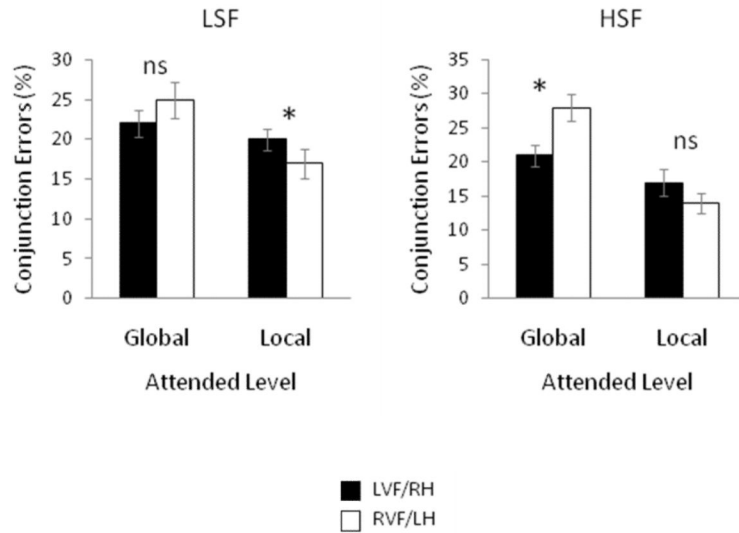 LSF
Conjunction Errors (%)
30
25
20
15
10
5
0
ns
*
Global Local
Attended Level
HSF
Conjunction Errors (%)
35
30
25
20
15
10
5
0
*
ns
Global Local
Attended Level
LVF/RH
RVF/LH